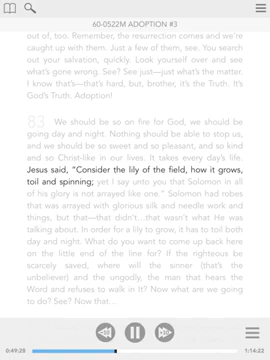 60-0522M ADOPTION #3
out of, too. Remember, the resurrection comes and we're
caught up with them. Just a few of them, see. You search
out your salvation, quickly. Look yourself over and see
what's gone wrong. See? See just—just what's the matter.
I know that's—that's hard, but, brother, it's the Truth. It's
God's Truth. Adoption!
83 We should be so on fire for God, we should be
going day and night. Nothing should be able to stop us,
and we should be so sweet and so pleasant, and so kind
and so Christ-like in our lives. It takes every day's life.
Jesus said, "Consider the lily of the field, how it grows,
toil and spinning; yet i say unto you that Solomon in all
of his glory is not arrayed like one." Solomon had robes
that was arrayed with glorious silk and needle work and
things, but that—that didn't…that wasn't what He was
talking about. In order for a lily to grow, it has to toil both
day and night. What do you want to come up back here
on the little end of the line for? If the righteous be
scarcely saved, where will the sinner (that's the
unbeliever) and the ungodly, the man that hears the
Word and refuses to walk in It? Now what are we going
to do? See? Now that…
0:49:28
1:14:22